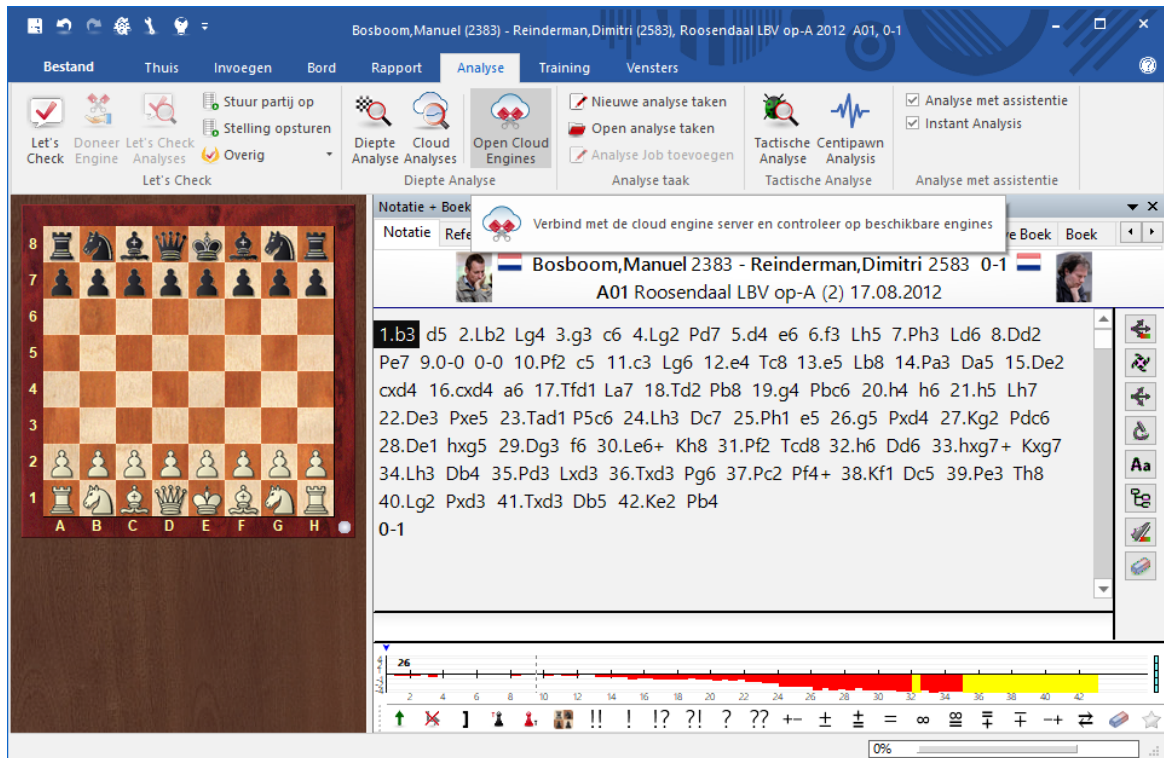 Bosboom,Manuel (2383) - Reinderman,Dimitri (2583), Roosendaal LBV op-A 2012 A01, 0-1
Bestand Thuis Invoegen Bord Rapport Analyse Training Vensters
Let's Check
Doneer Engine
Let's Check Analyses
Stuur partij op
Stelling opsturen
Overig
Let's Check
Diepte Analyse
Cloud Analyses
Open Cloud Engines
Diepte Analyse
Nieuwe analyse taken
Open analyse taken
Analyse Job toevoegen
Analyse taak
Tactische Analyse
Centipawn Analysis
Tactische Analyse
Analyse met assistentie
Instant Analysis
Analyse met assistentie
Notatie + Boek
Verbind met de cloud engine server en controleer op beschikbare engines
Notatie Refe ve Boek Boek
Bosboom,Manuel 2383 - Reinderman,Dimitri 2583 0-1
A01 Roosendaal LBV op-A (2) 17.08.2012
1.b3 d5 2.Lb2 Lg4 3.g3 c6 4.Lg2 Pd7 5.d4 e6 6.f3 Lh5 7.Ph3 Ld6 8.Dd2
Pe7 9.0-0 0-0 10.Pf2 c5 11.c3 Lg6 12.e4 Tc8 13.e5 Lb8 14.Pa3 Da5 15.De2
cxd4 16.cxd4 a6 17.Tfd1 La7 18.Td2 Pb8 19.g4 Pbc6 20.h4 h6 21.h5 Lh7
22.De3 Pxe5 23.Tad1 P5c6 24.Lh3 Dc7 25.Ph1 e5 26.g5 Pxd4 27.Kg2 Pdc6
28.De1 hxg5 29.Dg3 f6 30.Le6+ Kh8 31.Pf2 Tcd8 32.h6 Dd6 33.hxg7+ Kxg7
34.Lh3 Db4 35.Pd3 Lxd3 36.Txd3 Pg6 37.Pc2 Pf4+ 38.Kf1 Dc5 39.Pe3 Th8
40.Lg2 Pxd3 41.Txd3 Db5 42.Ke2 Pb4
0-1
8
7
6
5
4
3
2
1
A B C D E F G H
26
2 4 6 8 10 12 14 16 18 20 22 24 26 28 30 32 34 36 38 40 42
Aa
] !! ! !? ?! ? ?? +- ± ⩲ = ∞ ⩱ ∓ -+ ⇄
0%